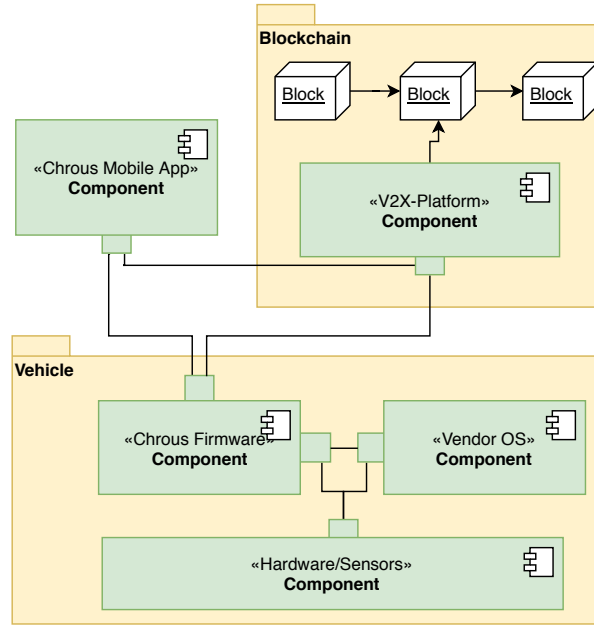 Blockchain
Block
Block
Block
«Chrous Mobile App»
Component
«V2X-Platform»
Component
Vehicle
«Chrous Firmware»
Component
«Vendor OS»
Component
«Hardware/Sensors»
Component